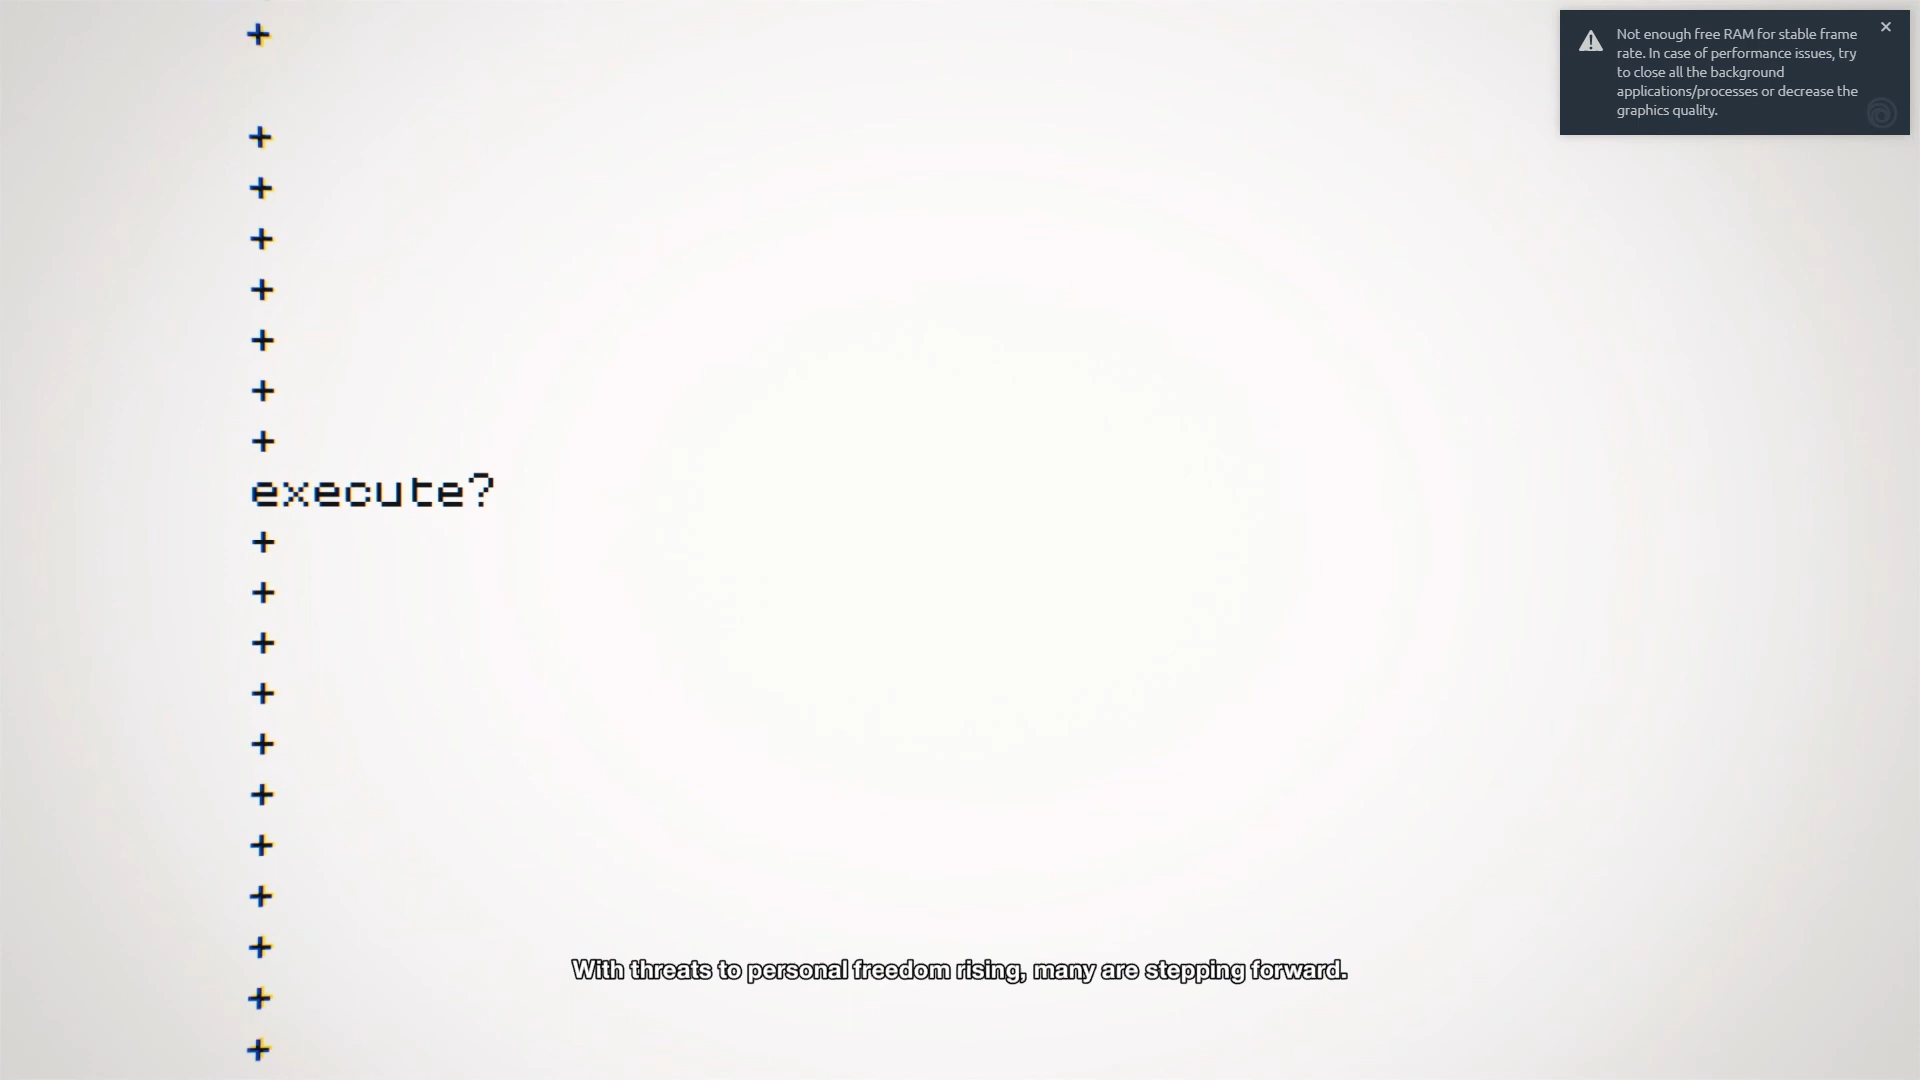 +
+
+
+
+
+
+
+
execute?
+
+
+
+
+
+
+
+
+
+
+
Not enough free RAM for stable frame
rate. In case of performance issues, try
to close all the background
applications/processes or decrease the
graphics quality.
With threats to personal freedom rising, many are stepping forward.